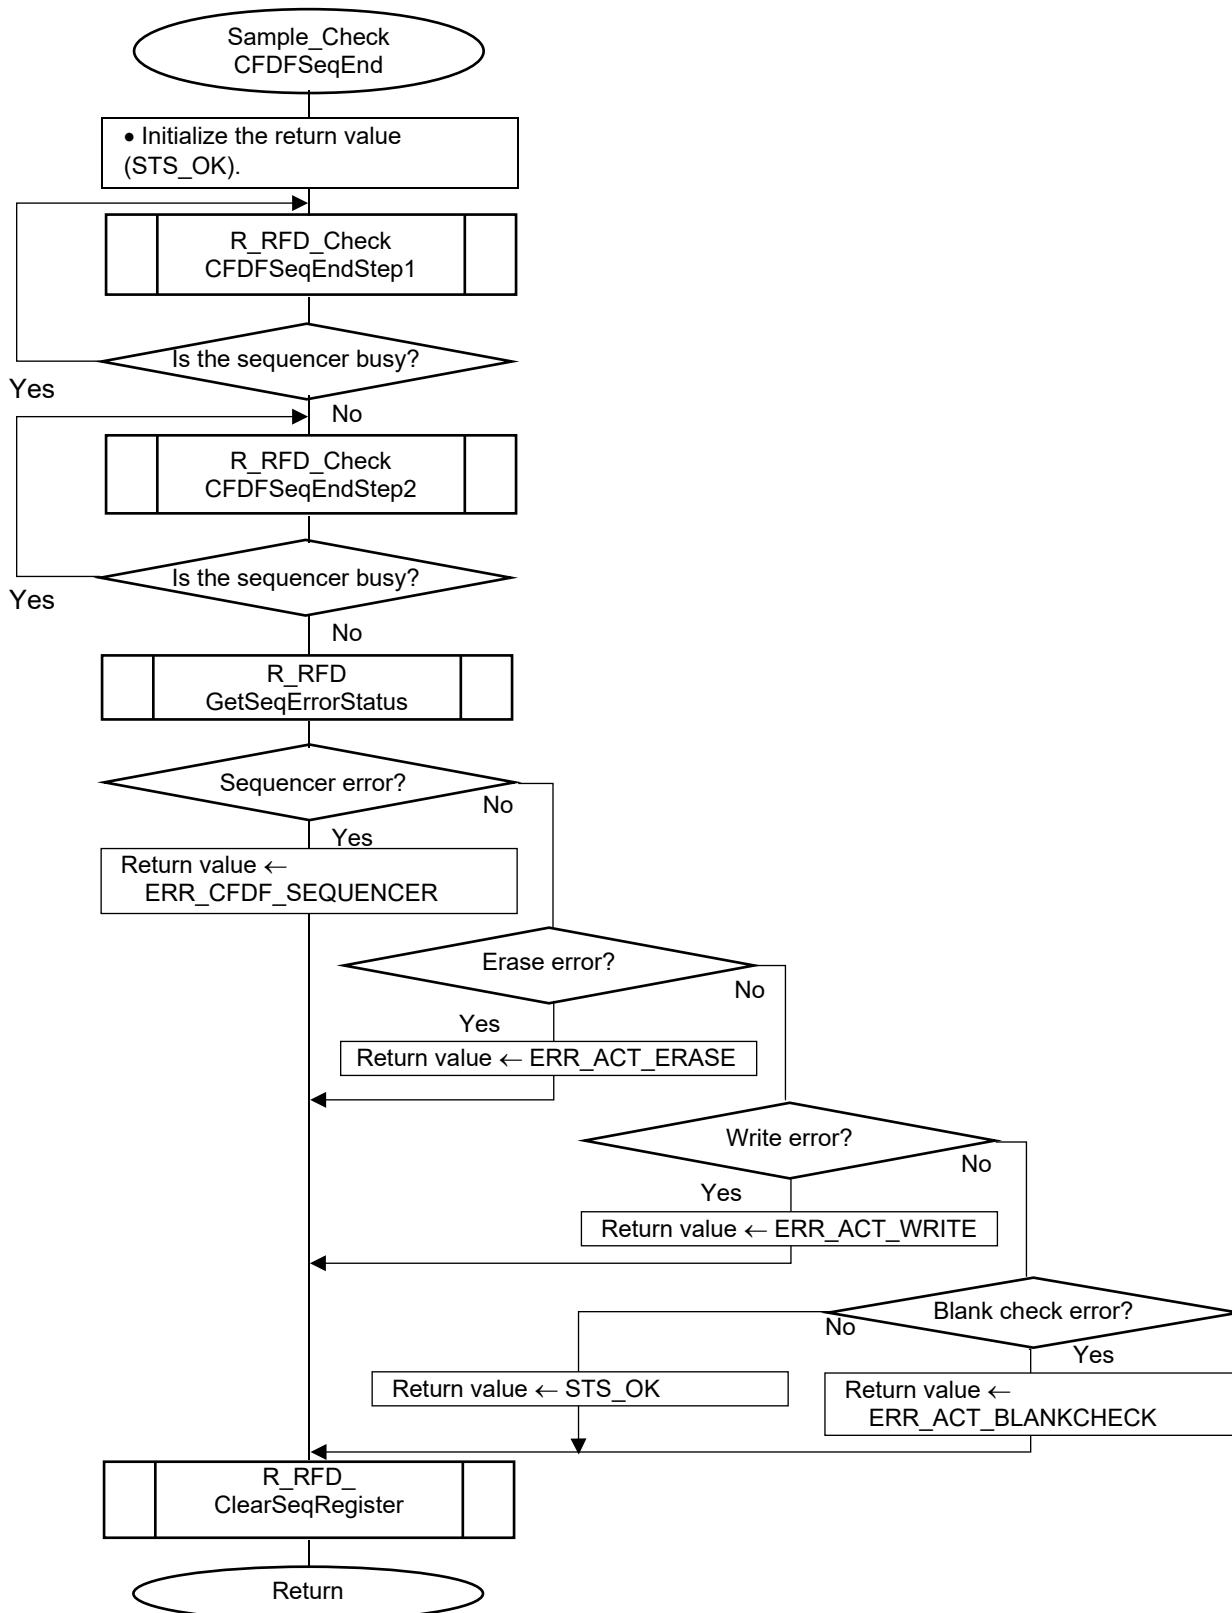 Sample_Check
CFDFSeqEnd
• Initialize the return value
(STS_OK).
R_RFD_Check
CFDFSeqEndStep1
Is the sequencer busy?
Yes
No
R_RFD_Check
CFDFSeqEndStep2
Is the sequencer busy?
Yes
No
R_RFD
GetSeqErrorStatus
Sequencer error?
No
Yes
Return value ←
ERR_CFDF_SEQUENCER
Erase error?
No
Yes
Return value ← ERR_ACT_ERASE
Write error?
No
Yes
Return value ← ERR_ACT_WRITE
Blank check error?
No
Yes
Return value ← STS_OK
Return value ←
ERR_ACT_BLANKCHECK
R_RFD_
ClearSeqRegister
Return